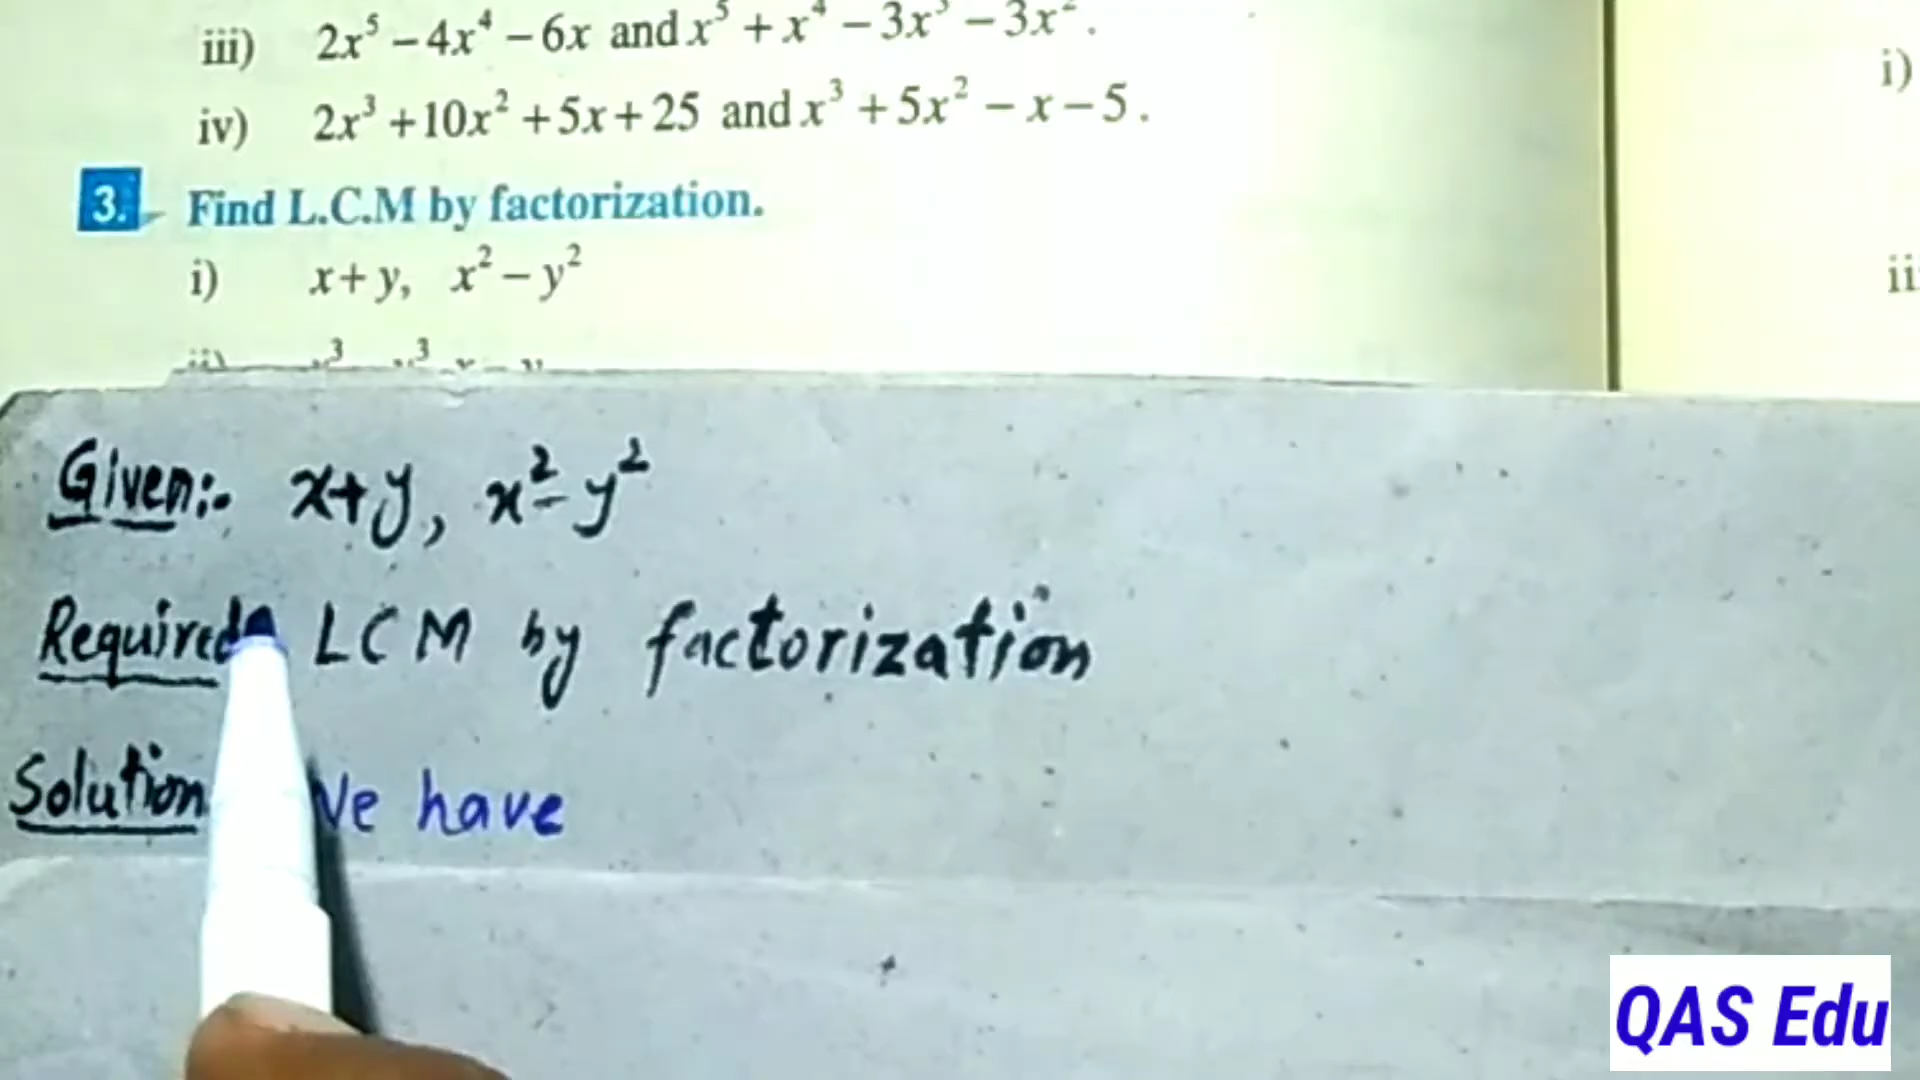 iii) 2x⁵ – 4x⁴ – 6x and x⁵ + x⁴ – 3x³ – 3x².
iv) 2x³ + 10x² + 5x + 25 and x³ + 5x² – x – 5.
3. Find L.C.M by factorization.
i) x + y, x² – y²
Given:- x+y, x²-y²
Required LCM by factorization
Solution We have
i)
ii
QAS Edu